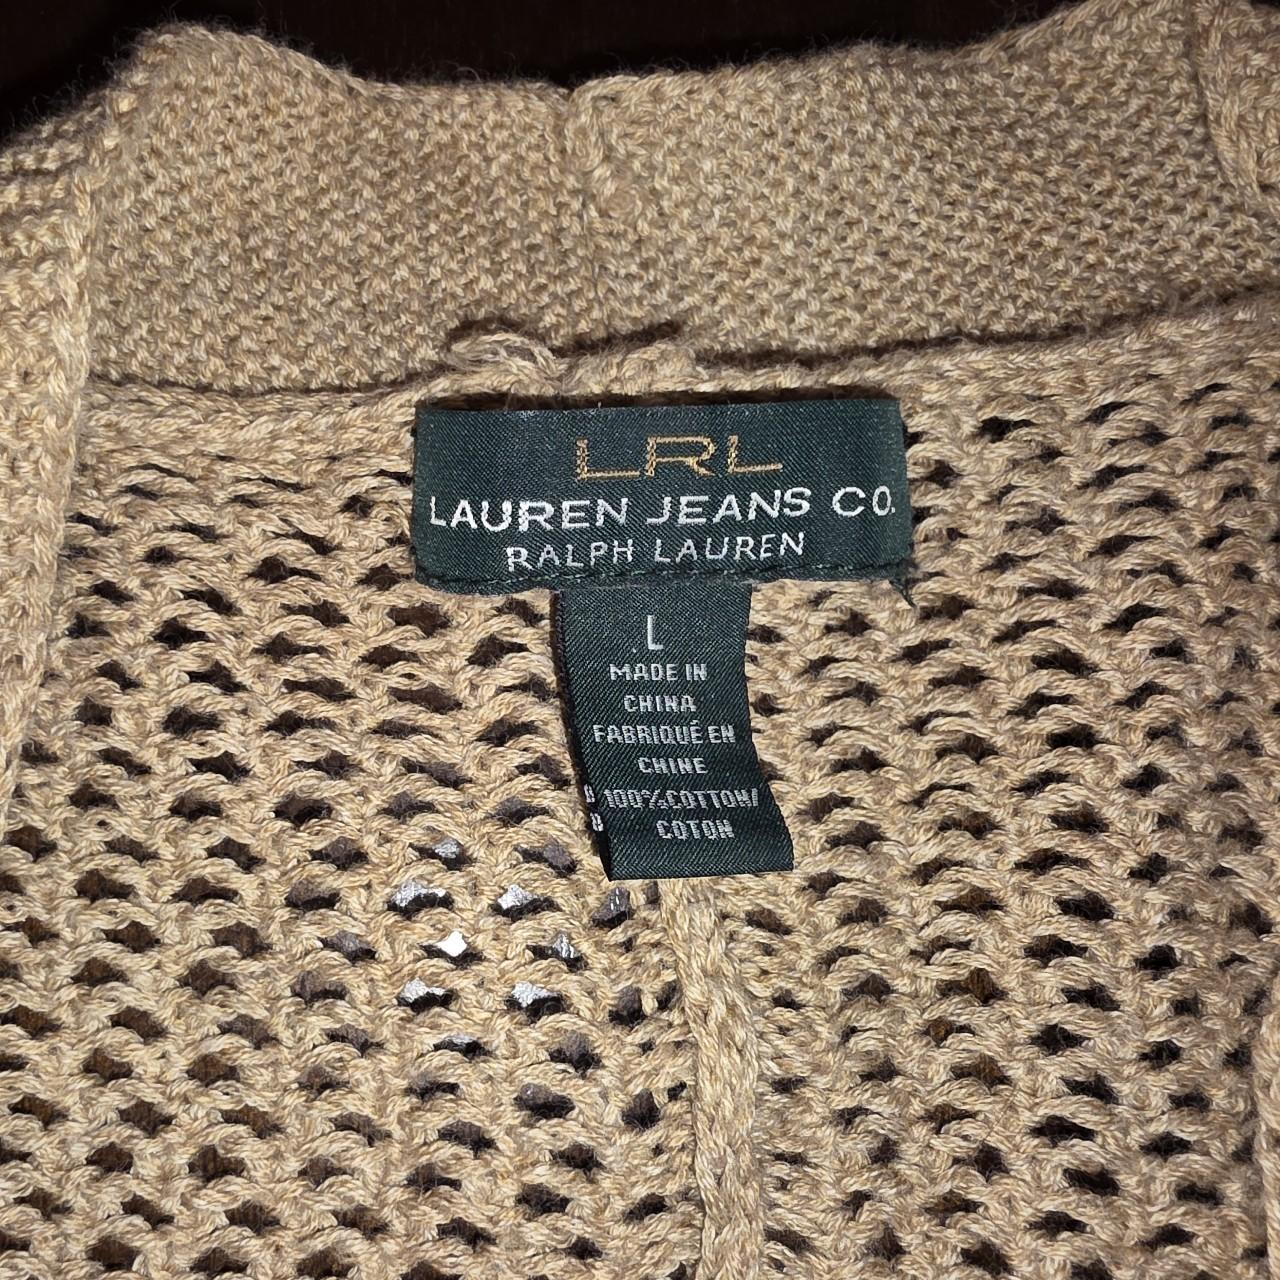 LRL
LAUREN JEANS CO.
RALPH LAUREN
L
MADE IN
CHINA
FABRIQUÉ EN
CHINE
100% COTTON/
COTON